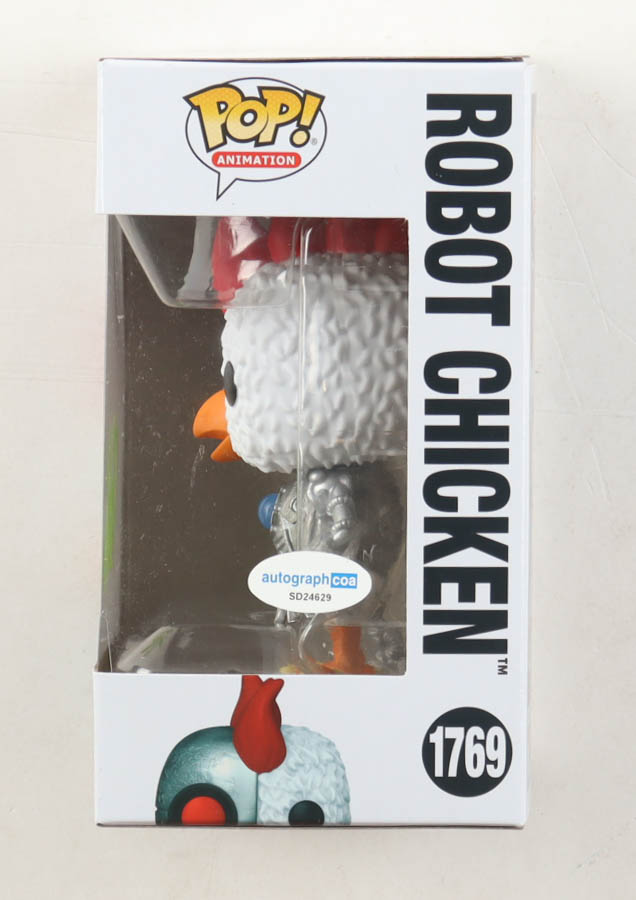 POP!
ANIMATION
ROBOT CHICKEN™
autographcoa
SD24629
1769